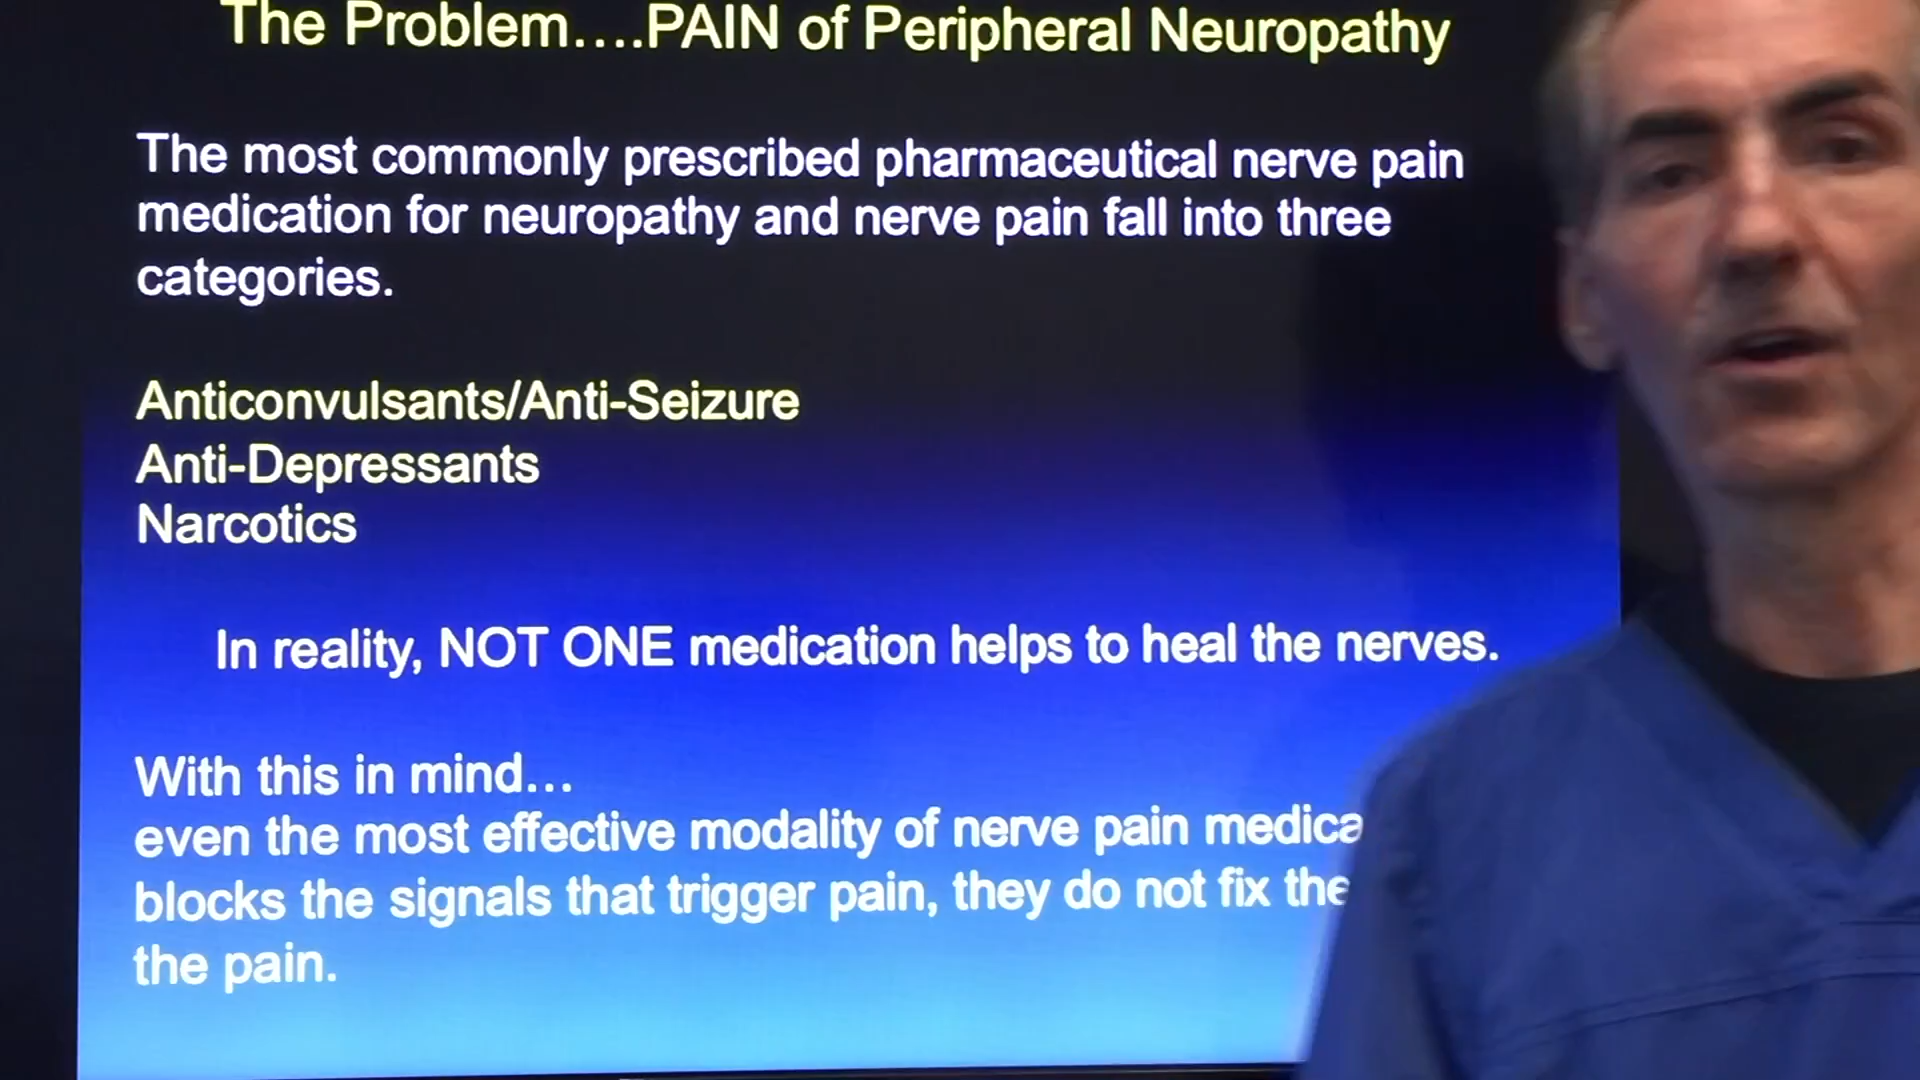 The Problem....PAIN of Peripheral Neuropathy
The most commonly prescribed pharmaceutical nerve pain
medication for neuropathy and nerve pain fall into three
categories.
Anticonvulsants/Anti-Seizure
Anti-Depressants
Narcotics
In reality, NOT ONE medication helps to heal the nerves.
With this in mind...
even the most effective modality of nerve pain medica
blocks the signals that trigger pain, they do not fix the
the pain.